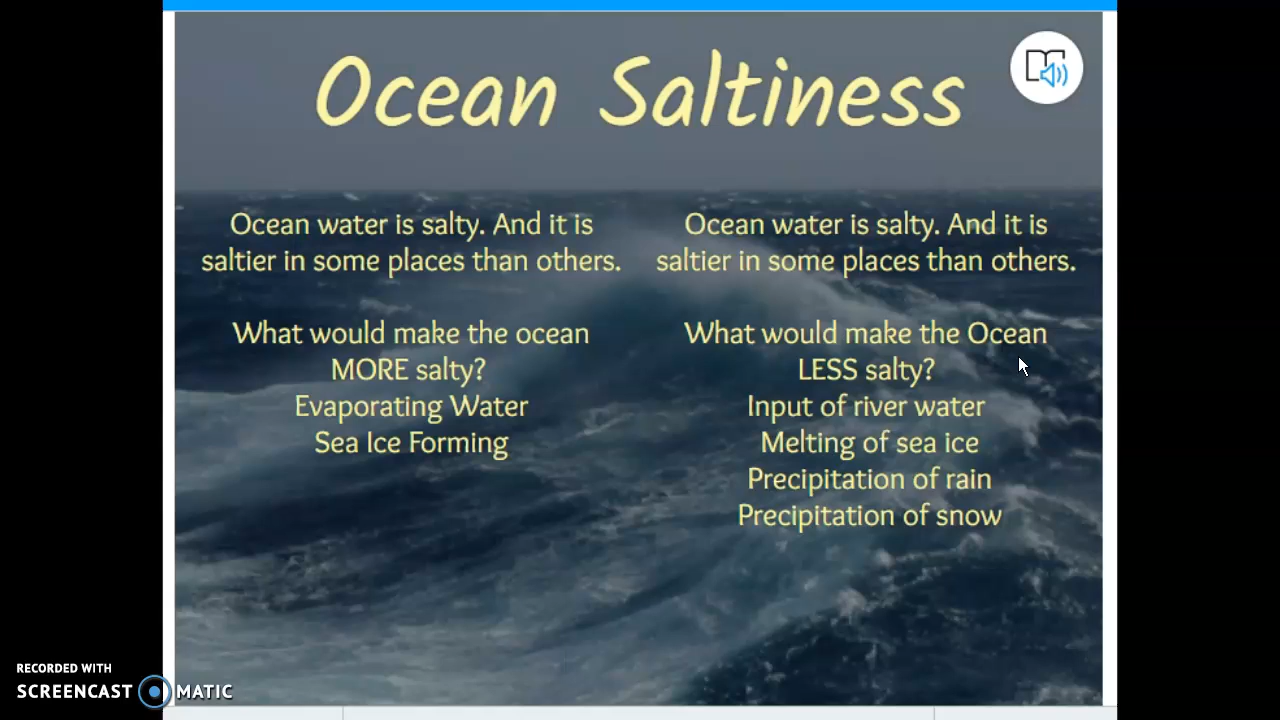 Ocean Saltiness
Ocean water is salty. And it is
saltier in some places than others.
What would make the ocean
MORE salty?
Evaporating Water
Sea Ice Forming
Ocean water is salty. And it is
saltier in some places than others.
What would make the Ocean
LESS salty?
Input of river water
Melting of sea ice
Precipitation of rain
Precipitation of snow
RECORDED WITH
SCREENCAST MATIC